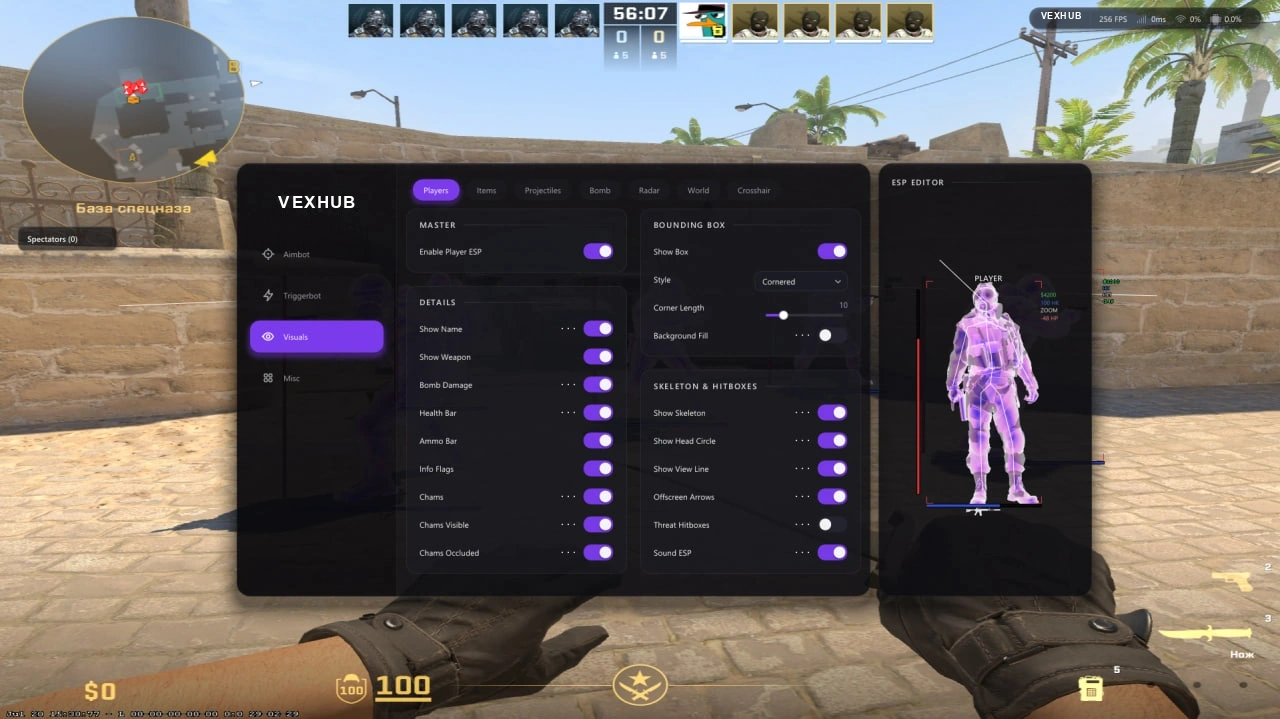 56:07
0 0
5 5
VEXHUB 256 FPS 0ms 0% 0.0%
B
A
База спецназа
Spectators (0)
VEXHUB
Aimbot
Triggerbot
Visuals
Misc
Players Items Projectiles Bomb Radar World Crosshair
MASTER
Enable Player ESP
DETAILS
Show Name
Show Weapon
Bomb Damage
Health Bar
Ammo Bar
Info Flags
Chams
Chams Visible
Chams Occluded
BOUNDING BOX
Show Box
Style Cornered
Corner Length 10
Background Fill
SKELETON & HITBOXES
Show Skeleton
Show Head Circle
Show View Line
Offscreen Arrows
Threat Hitboxes
Sound ESP
ESP EDITOR
PLAYER
$4200
100 HK
ZOOM
-48 HP
2
3
Нож
5
$0
100 100